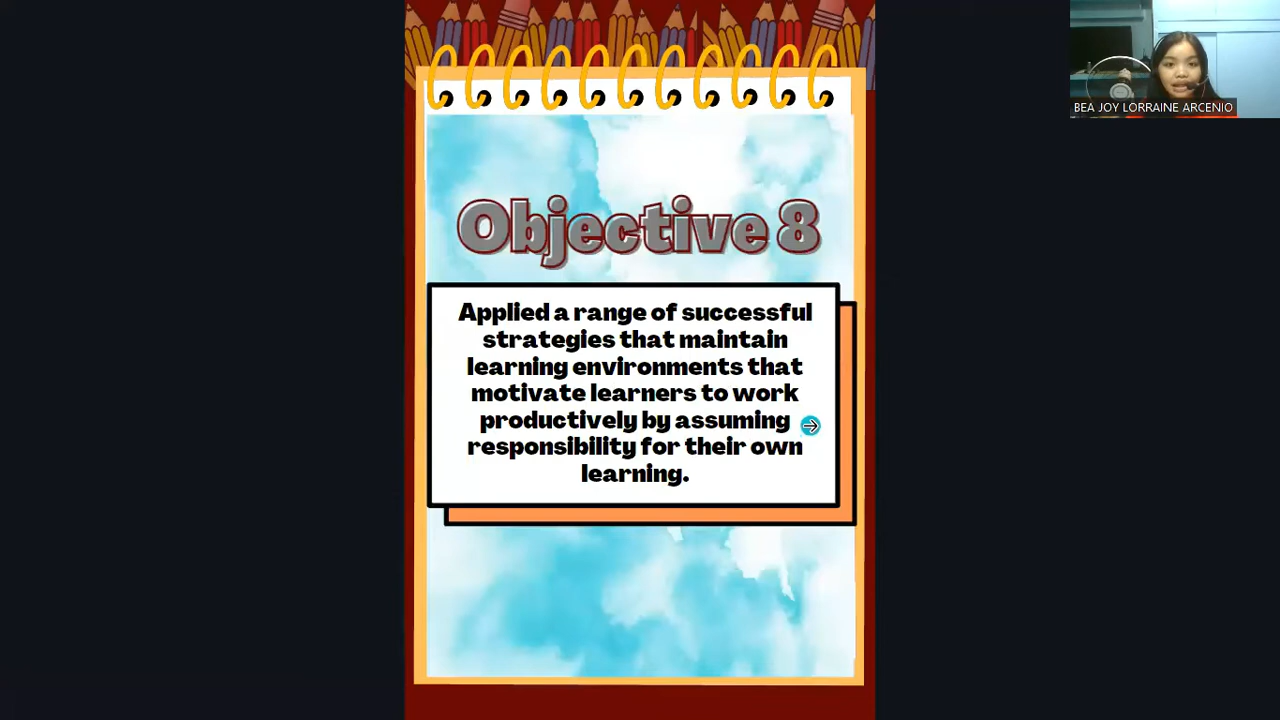 BEA JOY LORRAINE ARCENIO
Objective 8
Applied a range of successful
strategies that maintain
learning environments that
motivate learners to work
productively by assuming
responsibility for their own
learning.